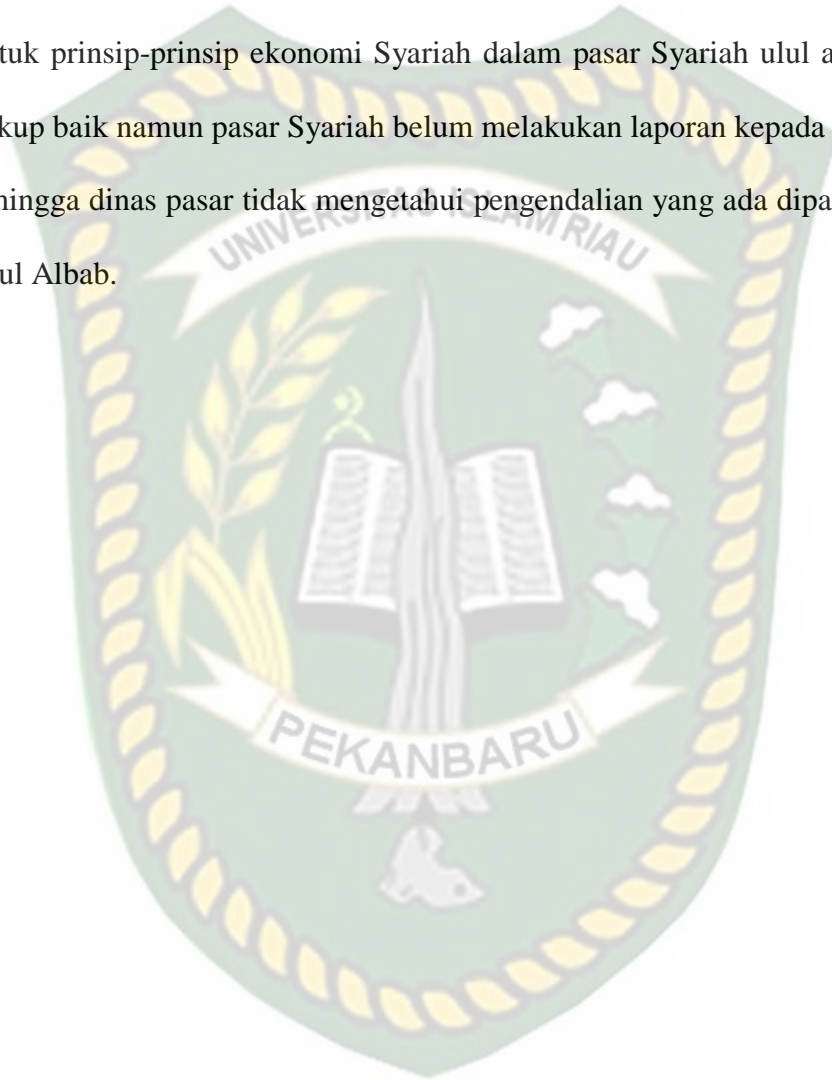 tuk prinsip-prinsip ekonomi Syariah dalam pasar Syariah ulul a
kup baik namun pasar Syariah belum melakukan laporan kepada
hingga dinas pasar tidak mengetahui pengendalian yang ada dipa
ul Albab.
UNIVERSITAS ISLAM RIAU
PEKANBARU